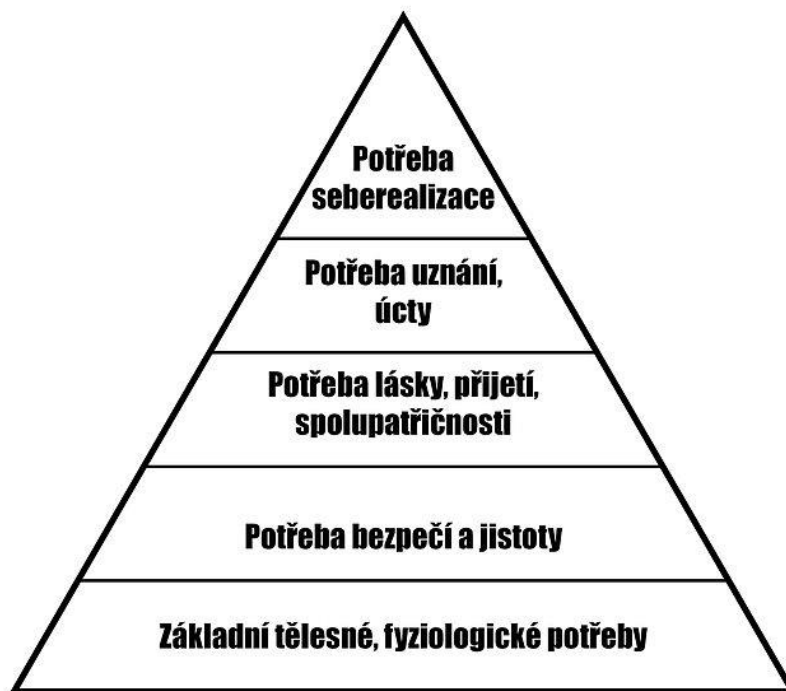 Potřeba
seberealizace
Potřeba uznání,
úcty
Potřeba lásky, přijetí,
spolupatřičnosti
Potřeba bezpečí a jistoty
Základní tělesné, fyziologické potřeby